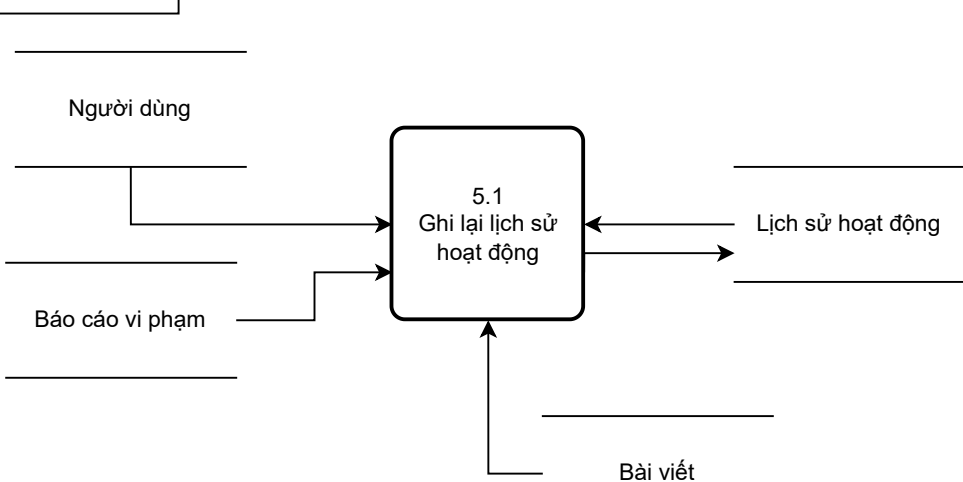 Người dùng
5.1
Ghi lại lịch sử
hoạt động
Lịch sử hoạt động
Báo cáo vi phạm
Bài viết